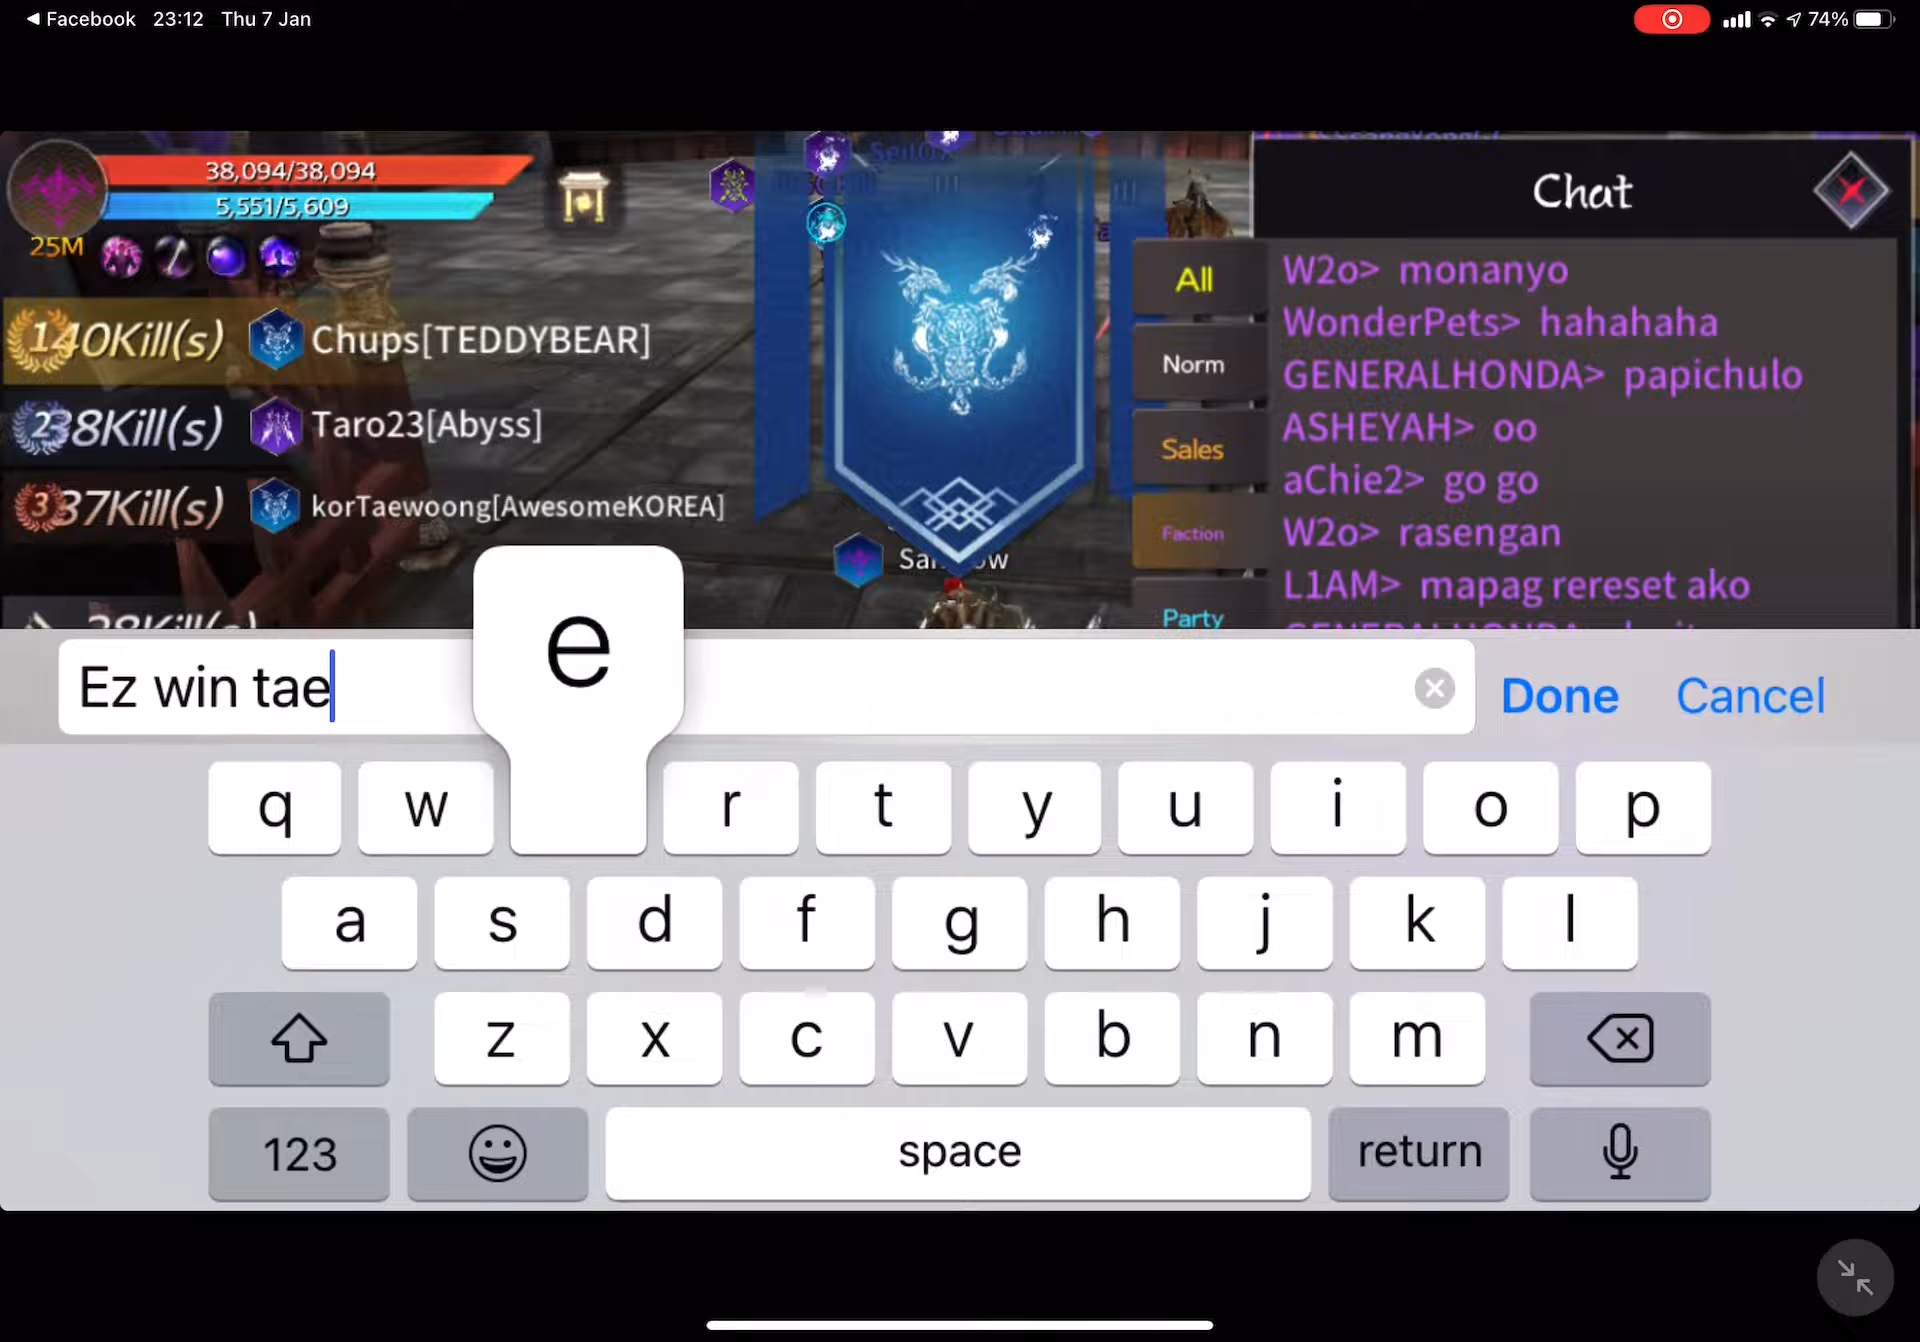 Facebook 23:12 Thu 7 Jan
74%
38,094/38,094
5,551/5,609
25M
140Kill(s) Chups[TEDDYBEAR]
238Kill(s) Taro23[Abyss]
337Kill(s) korTaewoong[AwesomeKOREA]
Chat
All
Norm
Sales
Faction
Party
W2o> monanyo
WonderPets> hahahaha
GENERALHONDA> papichulo
ASHEYAH> oo
aChie2> go go
W2o> rasengan
L1AM> mapag rereset ako
Ez win tae
e
Done Cancel
q w r t y u i o p
a s d f g h j k l
z x c v b n m
123 space return